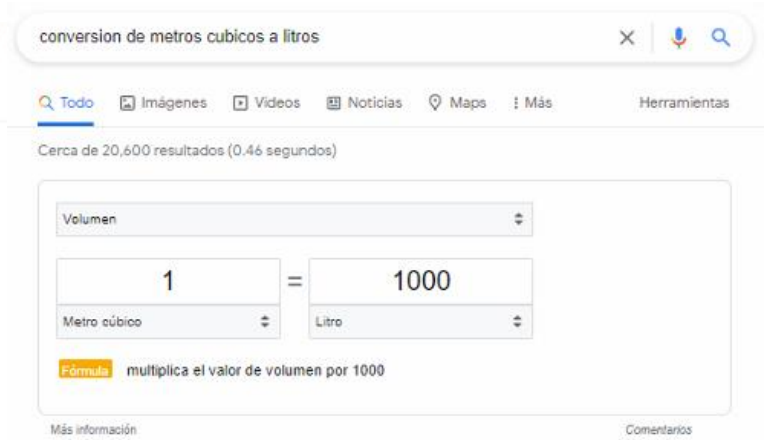 conversion de metros cubicos a litros
Todo Imágenes Videos Noticias Maps Más Herramientas
Cerca de 20,600 resultados (0.46 segundos)
Volumen
1 = 1000
Metro cúbico Litro
Fórmula multiplica el valor de volumen por 1000
Más información Comentarios